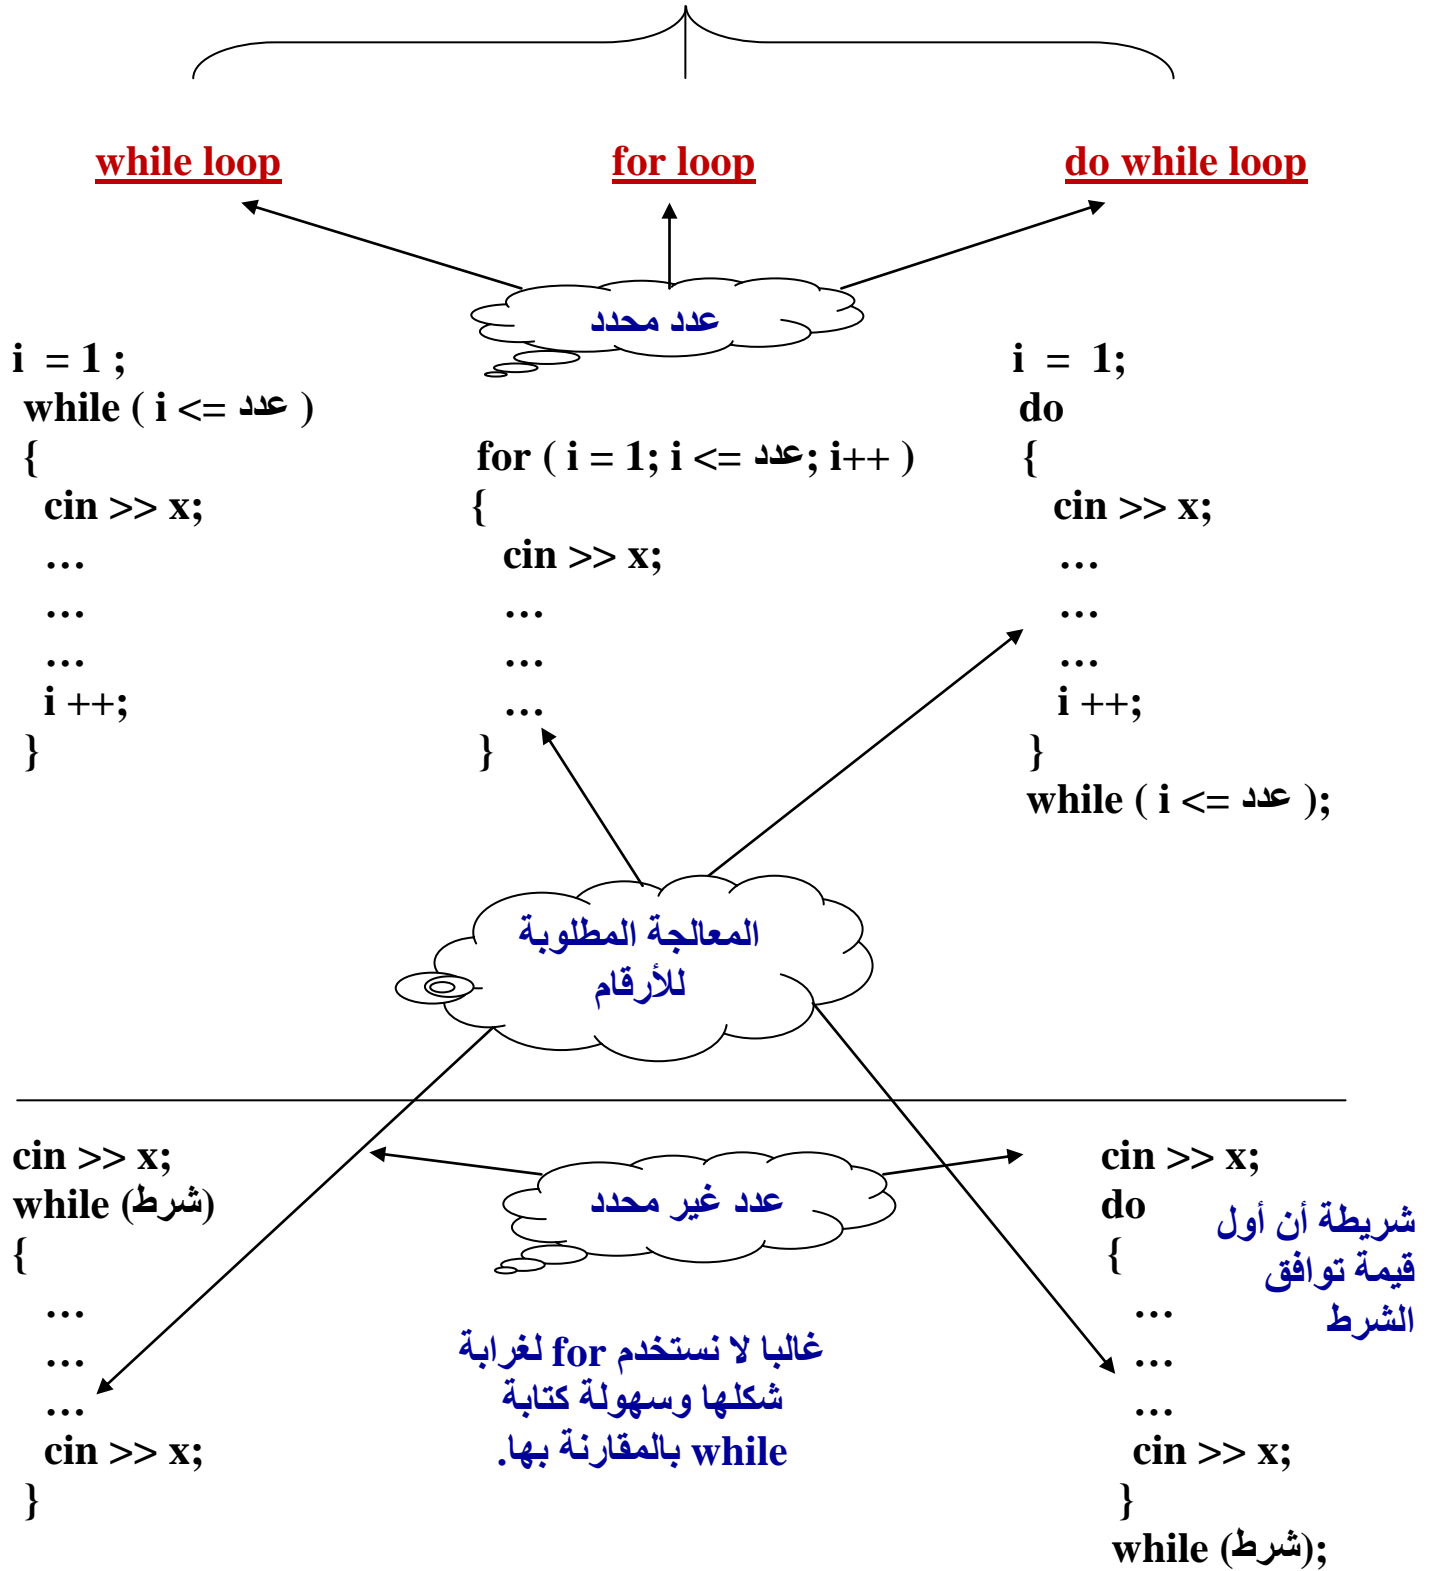 while loop
for loop
do while loop
عدد محدد
i = 1 ;
while ( i <= عدد )
{
cin >> x;
…
…
…
i ++;
}
for ( i = 1; i <= عدد; i++ )
{
cin >> x;
…
…
…
}
i = 1;
do
{
cin >> x;
…
…
…
i ++;
}
while ( i <= عدد );
المعالجة المطلوبة
للأرقام
cin >> x;
while (شرط)
{
…
…
…
cin >> x;
}
عدد غير محدد
غالبا لا نستخدم for لغرابة
شكلها وسهولة كتابة
while بالمقارنة بها.
cin >> x;
do
{
…
…
…
cin >> x;
}
while (شرط);
شريطة أن أول
قيمة توافق
الشرط